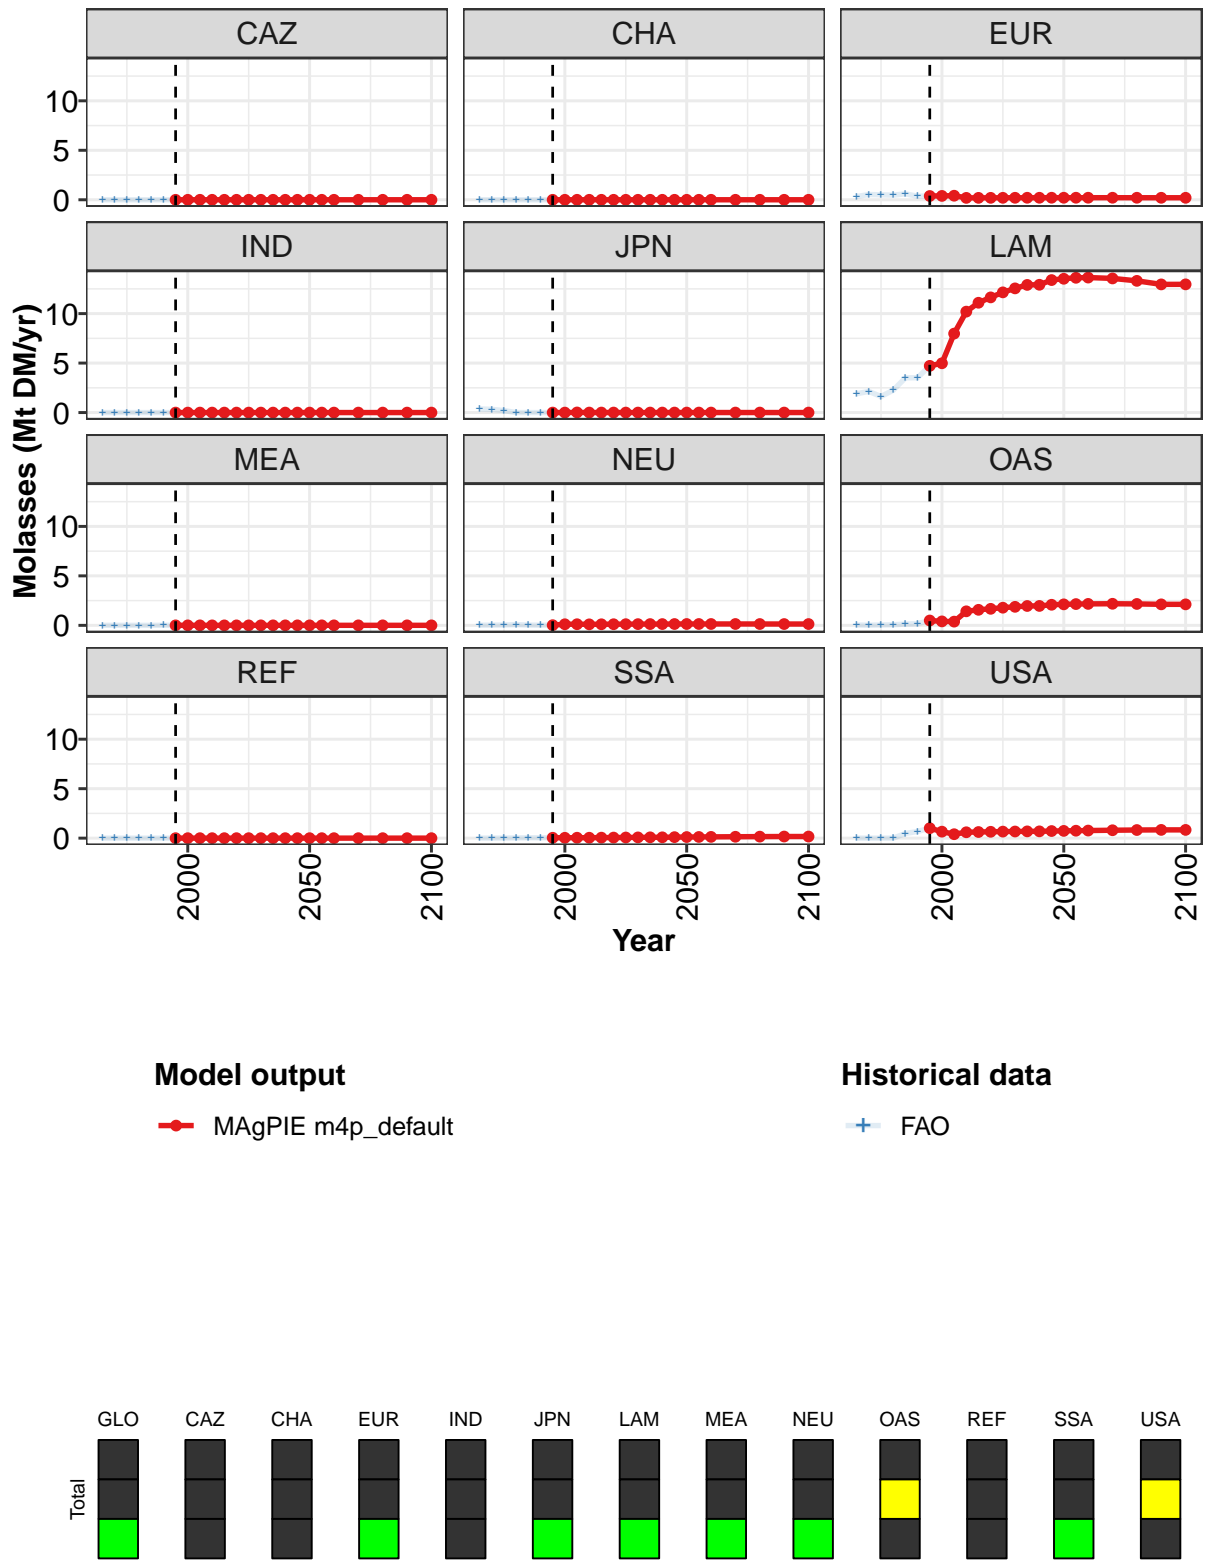 CAZ CHA EUR
10
5
0
IND JPN LAM
10
5
0
MEA NEU OAS
10
5
0
REF SSA USA
10
5
0
Molasses (Mt DM/yr)
2000 2050 2100 2000 2050 2100 2000 2050 2100
Year
Model output Historical data
MAgPIE m4p_default FAO
GLO CAZ CHA EUR IND JPN LAM MEA NEU OAS REF SSA USA
Total